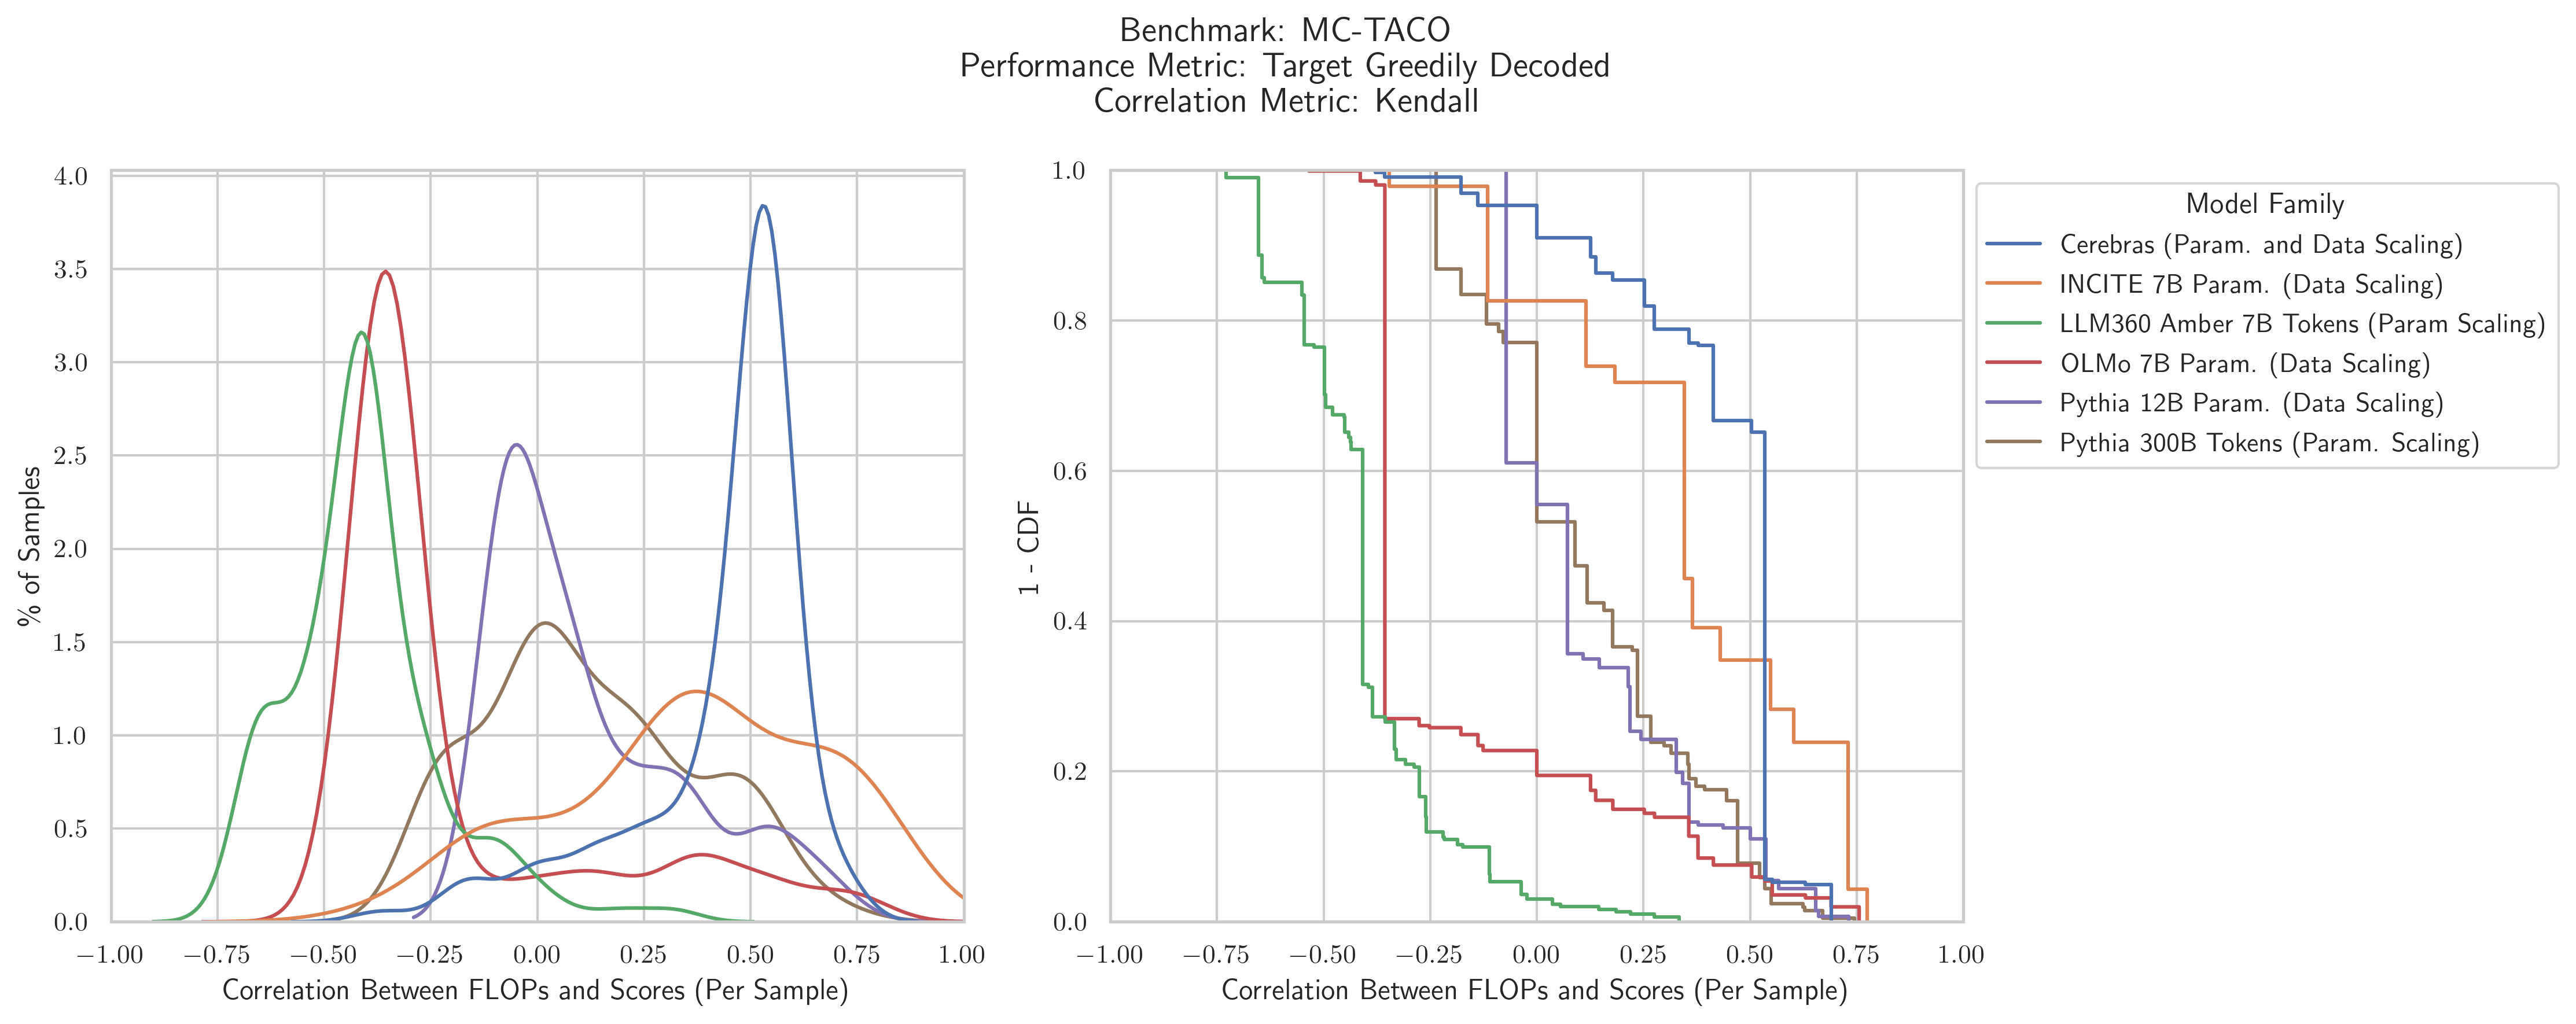 Benchmark: MC-TACO
Performance Metric: Target Greedily Decoded
Correlation Metric: Kendall
4.0
3.5
3.0
2.5
2.0
1.5
1.0
0.5
0.0
% of Samples
−1.00 −0.75 −0.50 −0.25 0.00 0.25 0.50 0.75 1.00
Correlation Between FLOPs and Scores (Per Sample)
1.0
0.8
0.6
0.4
0.2
0.0
1 - CDF
−1.00 −0.75 −0.50 −0.25 0.00 0.25 0.50 0.75 1.00
Correlation Between FLOPs and Scores (Per Sample)
Model Family
Cerebras (Param. and Data Scaling)
INCITE 7B Param. (Data Scaling)
LLM360 Amber 7B Tokens (Param Scaling)
OLMo 7B Param. (Data Scaling)
Pythia 12B Param. (Data Scaling)
Pythia 300B Tokens (Param. Scaling)